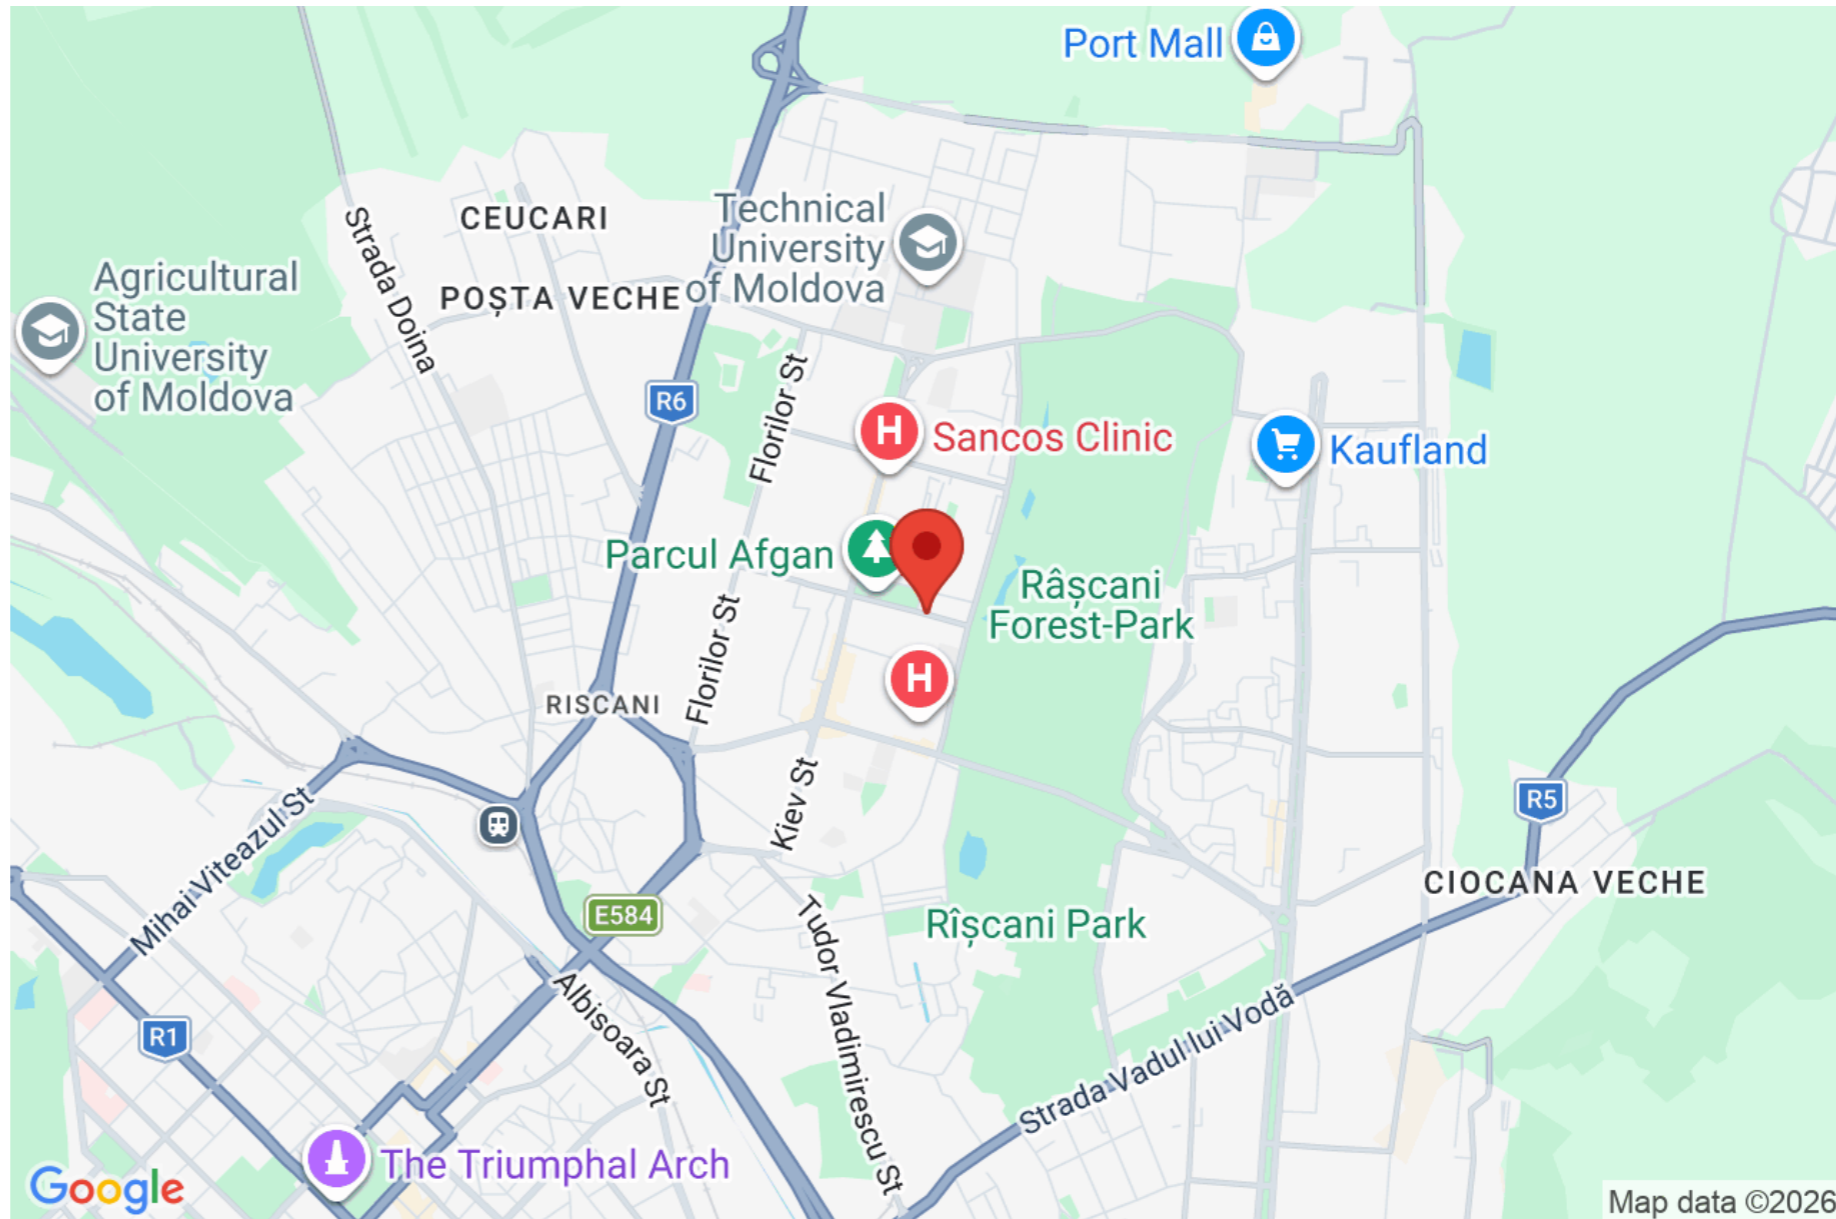 Port Mall
CEUCARI
Technical
University
of Moldova
Strada Doina
POȘTA VECHE
Agricultural
State
University
of Moldova
R6
Florilor St
H
Sancos Clinic
Kaufland
Parcul Afgan
Râșcani
Forest-Park
Florilor St
H
RISCANI
Kiev St
Mihai Viteazul St
R5
CIOCANA VECHE
E584
Rîșcani Park
Tudor Vladimirescu St
Albisoara St
R1
Strada Vadul lui Vodă
The Triumphal Arch
Google
Map data ©2026